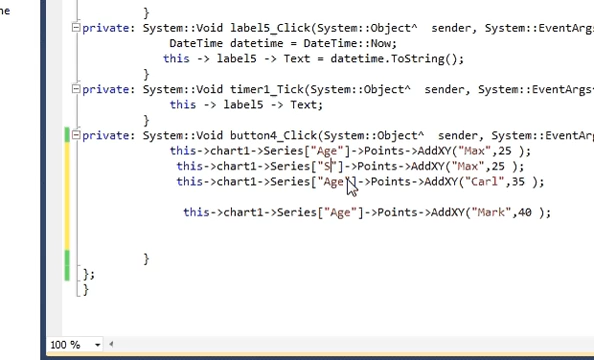 ne
}
private: System::Void label5_Click(System::Object^ sender, System::EventArgs
DateTime datetime = DateTime::Now;
this -> label5 -> Text = datetime.ToString();
}
private: System::Void timer1_Tick(System::Object^ sender, System::EventArgs
this -> label5 -> Text;
}
private: System::Void button4_Click(System::Object^ sender, System::EventArg
this->chart1->Series["Age"]->Points->AddXY("Max",25 );
this->chart1->Series["S"]->Points->AddXY("Max",25 );
this->chart1->Series["Age"]->Points->AddXY("Carl",35 );
this->chart1->Series["Age"]->Points->AddXY("Mark",40 );
}
};
}
100 %